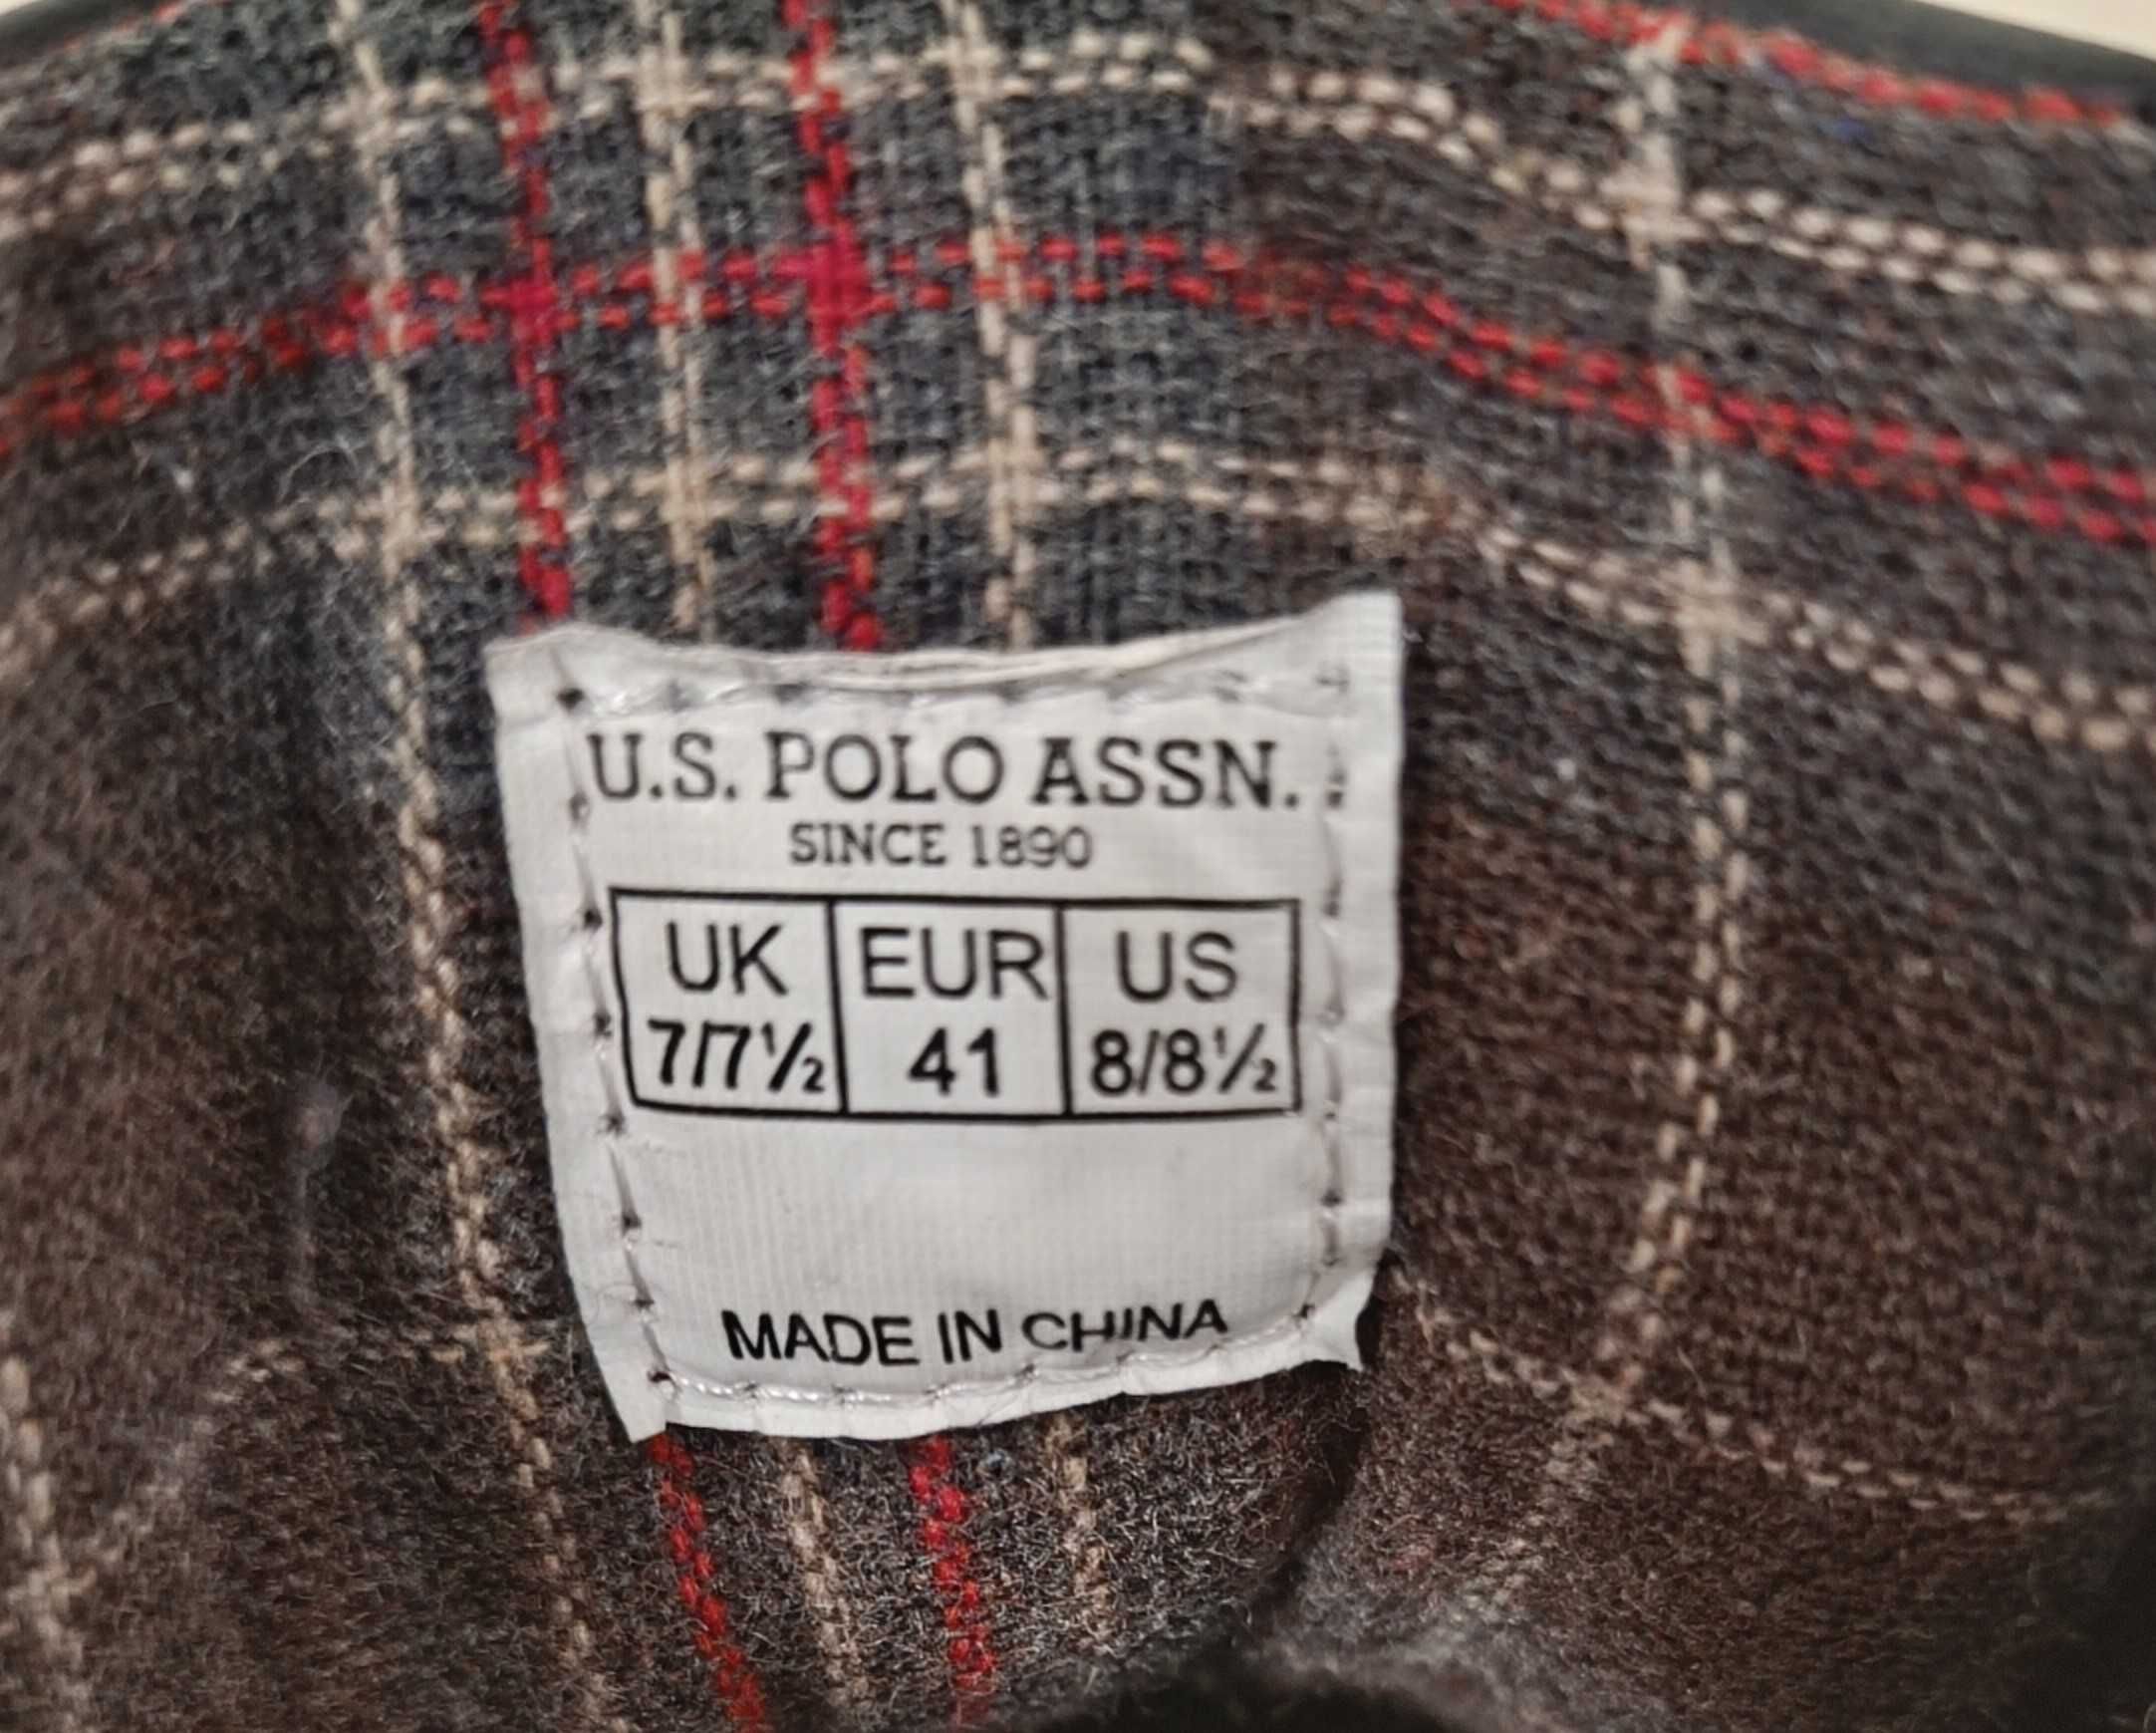 U.S. POLO ASSN.
SINCE 1890
UK EUR US
7/7½ 41 8/8½
MADE IN CHINA